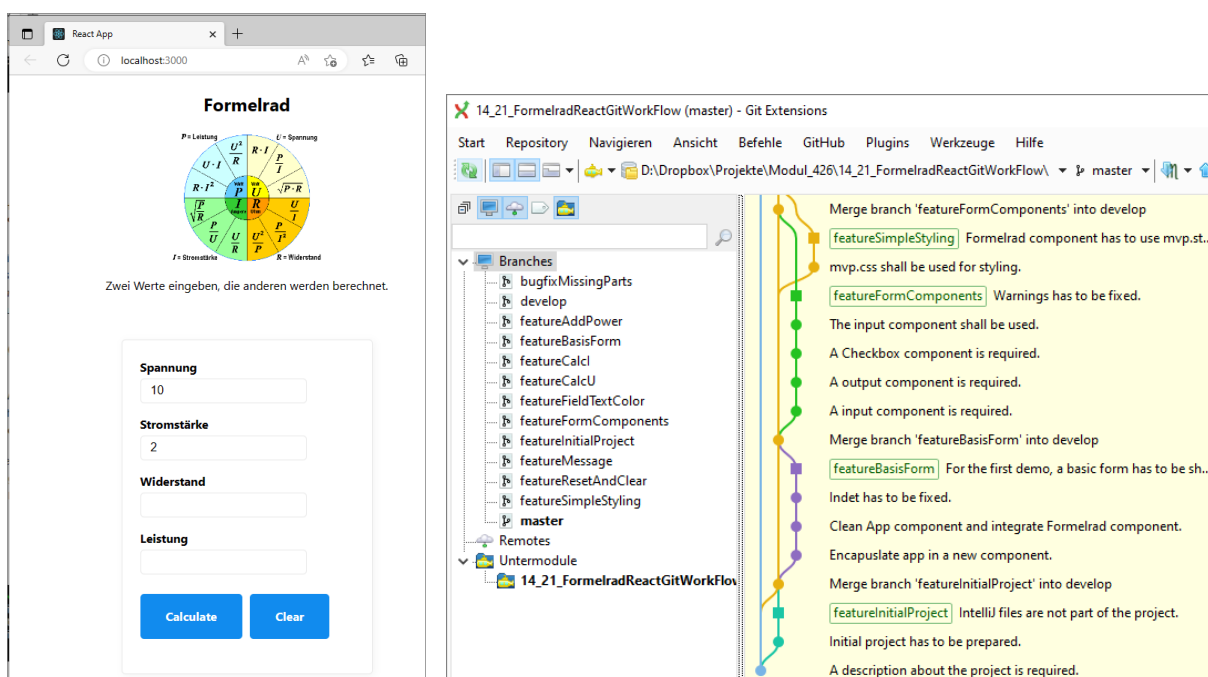 React App
localhost:3000
Formelrad
P = Leistung
U = Spannung
U²
R
R · I
P
I
U · I
√P · R
R · I²
P
U
I
R
U
I
√P
R
P
U
U
R
U²
P
P
I²
I = Stromstärke
R = Widerstand
Zwei Werte eingeben, die anderen werden berechnet.
Spannung
10
Stromstärke
2
Widerstand
Leistung
Calculate
Clear
14_21_FormelradReactGitWorkFlow (master) - Git Extensions
Start Repository Navigieren Ansicht Befehle GitHub Plugins Werkzeuge Hilfe
D:\Dropbox\Projekte\Modul_426\14_21_FormelradReactGitWorkFlow\ master
Branches
bugfixMissingParts
develop
featureAddPower
featureBasisForm
featureCalcI
featureCalcU
featureFieldTextColor
featureFormComponents
featureInitialProject
featureMessage
featureResetAndClear
featureSimpleStyling
master
Remotes
Untermodule
14_21_FormelradReactGitWorkFlow
Merge branch 'featureFormComponents' into develop
featureSimpleStyling Formelrad component has to use mvp.st..
mvp.css shall be used for styling.
featureFormComponents Warnings has to be fixed.
The input component shall be used.
A Checkbox component is required.
A output component is required.
A input component is required.
Merge branch 'featureBasisForm' into develop
featureBasisForm For the first demo, a basic form has to be sh..
Indet has to be fixed.
Clean App component and integrate Formelrad component.
Encapuslate app in a new component.
Merge branch 'featureInitialProject' into develop
featureInitialProject IntelliJ files are not part of the project.
Initial project has to be prepared.
A description about the project is required.